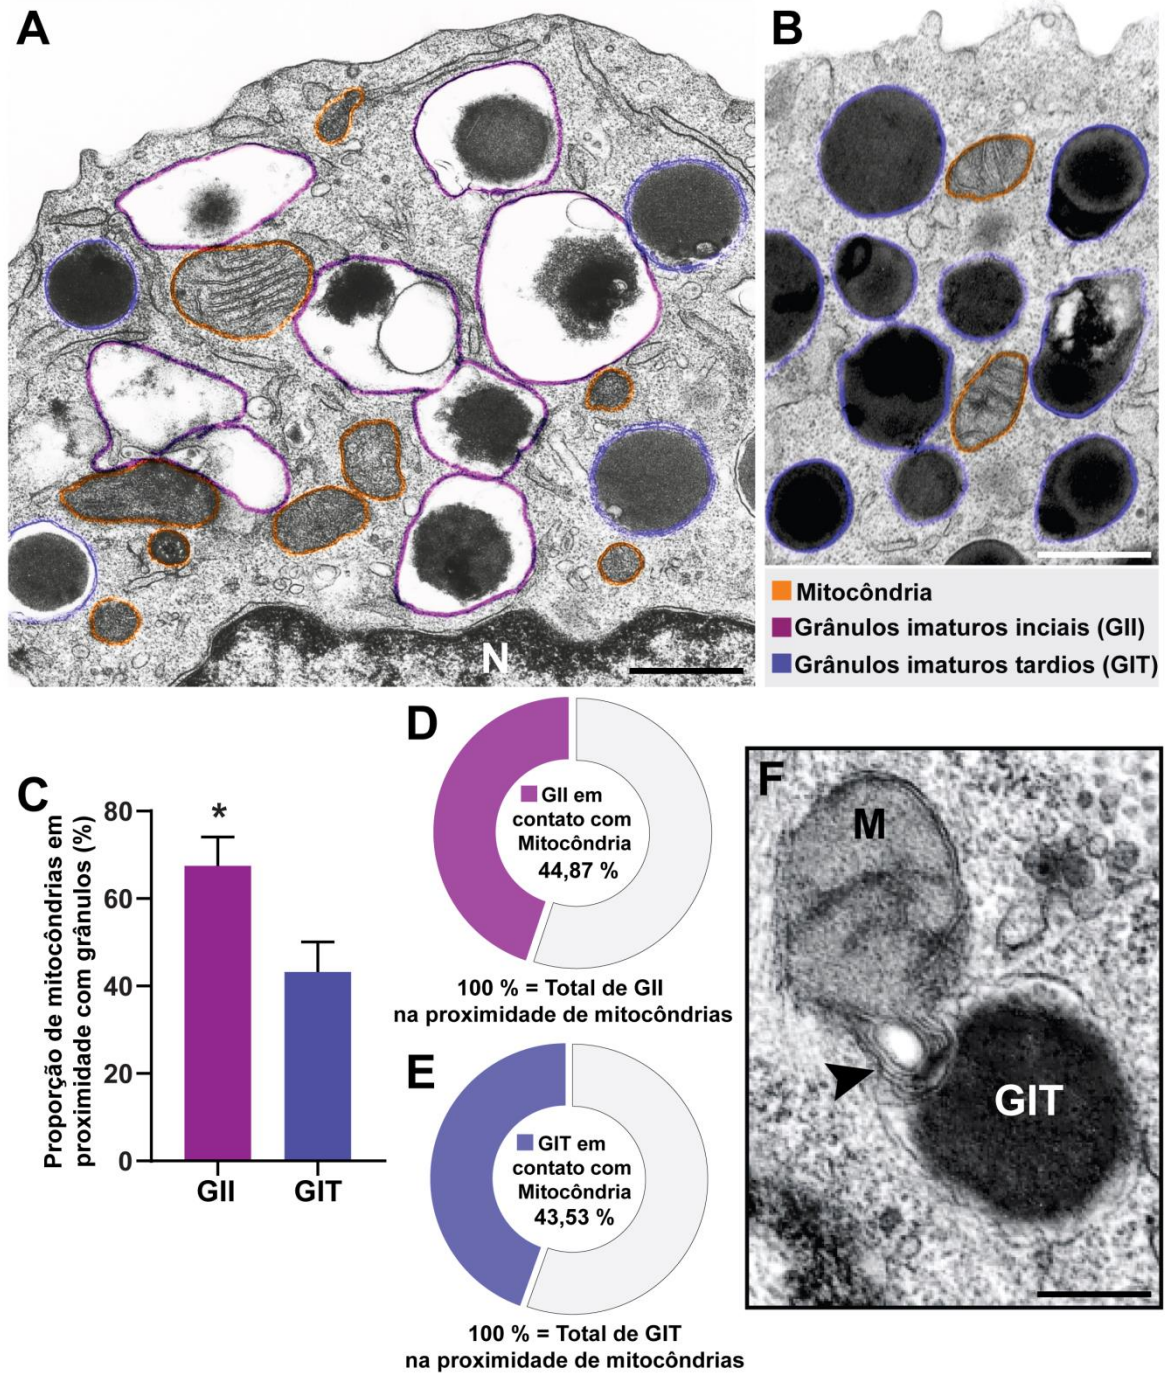 A
B
N
Mitocôndria
Grânulos imaturos inciais (GII)
Grânulos imaturos tardios (GIT)
C
Proporção de mitocôndrias em
proximidade com grânulos (%)
80
60
40
20
0
GII
GIT
*
D
GII em
contato com
Mitocôndria
44,87 %
100 % = Total de GII
na proximidade de mitocôndrias
E
GIT em
contato com
Mitocôndria
43,53 %
100 % = Total de GIT
na proximidade de mitocôndrias
F
M
GIT